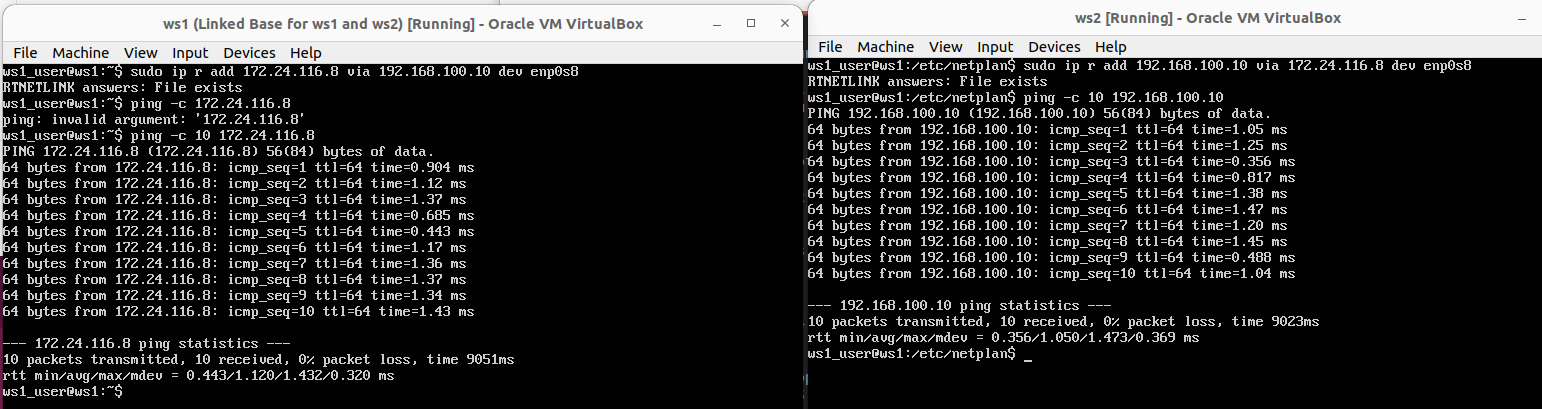 ws1 (Linked Base for ws1 and ws2) [Running] - Oracle VM VirtualBox
File Machine View Input Devices Help
ws1_user@ws1:~$ sudo ip r add 172.24.116.8 via 192.168.100.10 dev enp0s8
RTNETLINK answers: File exists
ws1_user@ws1:~$ ping -c 172.24.116.8
ping: invalid argument: '172.24.116.8'
ws1_user@ws1:~$ ping -c 10 172.24.116.8
PING 172.24.116.8 (172.24.116.8) 56(84) bytes of data.
64 bytes from 172.24.116.8: icmp_seq=1 ttl=64 time=0.904 ms
64 bytes from 172.24.116.8: icmp_seq=2 ttl=64 time=1.12 ms
64 bytes from 172.24.116.8: icmp_seq=3 ttl=64 time=1.37 ms
64 bytes from 172.24.116.8: icmp_seq=4 ttl=64 time=0.685 ms
64 bytes from 172.24.116.8: icmp_seq=5 ttl=64 time=0.443 ms
64 bytes from 172.24.116.8: icmp_seq=6 ttl=64 time=1.17 ms
64 bytes from 172.24.116.8: icmp_seq=7 ttl=64 time=1.36 ms
64 bytes from 172.24.116.8: icmp_seq=8 ttl=64 time=1.37 ms
64 bytes from 172.24.116.8: icmp_seq=9 ttl=64 time=1.34 ms
64 bytes from 172.24.116.8: icmp_seq=10 ttl=64 time=1.43 ms
--- 172.24.116.8 ping statistics ---
10 packets transmitted, 10 received, 0% packet loss, time 9051ms
rtt min/avg/max/mdev = 0.443/1.120/1.432/0.320 ms
ws1_user@ws1:~$
ws2 [Running] - Oracle VM VirtualBox
File Machine View Input Devices Help
ws1_user@ws1:/etc/netplan$ sudo ip r add 192.168.100.10 via 172.24.116.8 dev enp0s8
RTNETLINK answers: File exists
ws1_user@ws1:/etc/netplan$ ping -c 10 192.168.100.10
PING 192.168.100.10 (192.168.100.10) 56(84) bytes of data.
64 bytes from 192.168.100.10: icmp_seq=1 ttl=64 time=1.05 ms
64 bytes from 192.168.100.10: icmp_seq=2 ttl=64 time=1.25 ms
64 bytes from 192.168.100.10: icmp_seq=3 ttl=64 time=0.356 ms
64 bytes from 192.168.100.10: icmp_seq=4 ttl=64 time=0.817 ms
64 bytes from 192.168.100.10: icmp_seq=5 ttl=64 time=1.38 ms
64 bytes from 192.168.100.10: icmp_seq=6 ttl=64 time=1.47 ms
64 bytes from 192.168.100.10: icmp_seq=7 ttl=64 time=1.20 ms
64 bytes from 192.168.100.10: icmp_seq=8 ttl=64 time=1.45 ms
64 bytes from 192.168.100.10: icmp_seq=9 ttl=64 time=0.488 ms
64 bytes from 192.168.100.10: icmp_seq=10 ttl=64 time=1.04 ms
--- 192.168.100.10 ping statistics ---
10 packets transmitted, 10 received, 0% packet loss, time 9023ms
rtt min/avg/max/mdev = 0.356/1.050/1.473/0.369 ms
ws1_user@ws1:/etc/netplan$ _